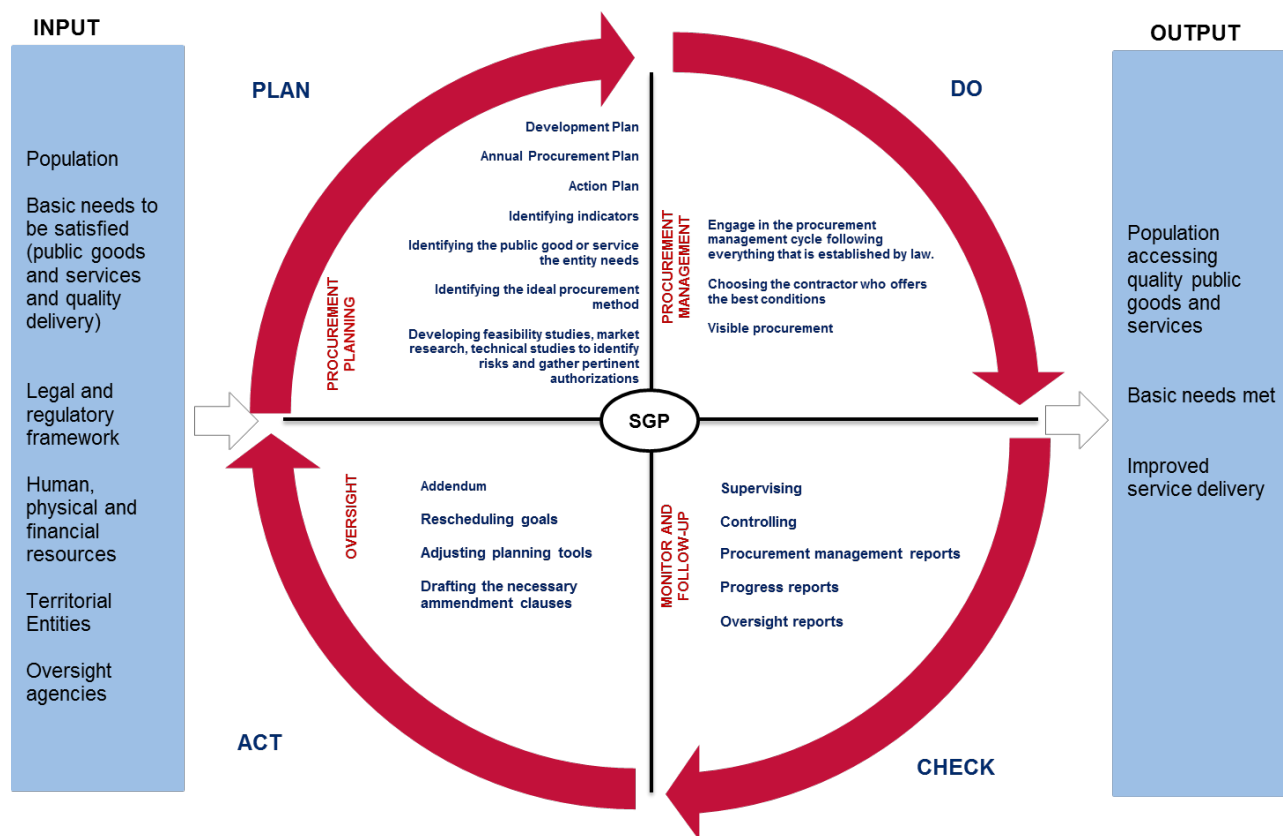 INPUT
Population
Basic needs to
be satisfied
(public goods
and services
and quality
delivery)
Legal and
regulatory
framework
Human,
physical and
financial
resources
Territorial
Entities
Oversight
agencies
PLAN
PROCUREMENT
PLANNING
Development Plan
Annual Procurement Plan
Action Plan
Identifying indicators
Identifying the public good or service
the entity needs
Identifying the ideal procurement
method
Developing feasibility studies, market
research, technical studies to identify
risks and gather pertinent
authorizations
DO
PROCUREMENT
MANAGEMENT
Engage in the procurement
management cycle following
everything that is established by law.
Choosing the contractor who offers
the best conditions
Visible procurement
SGP
OVERSIGHT
Addendum
Rescheduling goals
Adjusting planning tools
Drafting the necessary
ammendment clauses
ACT
MONITOR AND
FOLLOW-UP
Supervising
Controlling
Procurement management reports
Progress reports
Oversight reports
CHECK
OUTPUT
Population
accessing
quality public
goods and
services
Basic needs met
Improved
service delivery